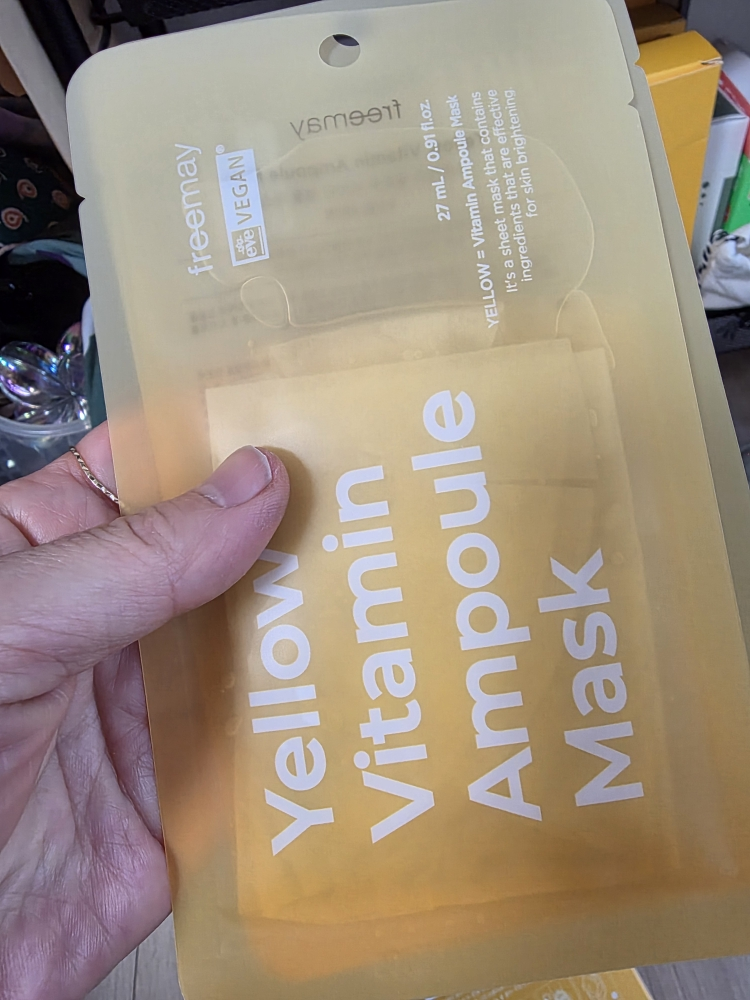 freemay
eve VEGAN®
27 mL / 0.91 fl.oz.
YELLOW = Vitamin Ampoule Mask
It's a sheet mask that contains
ingredients that are effective
for skin brightening.
Yellow
Vitamin
Ampoule
Mask
freemay